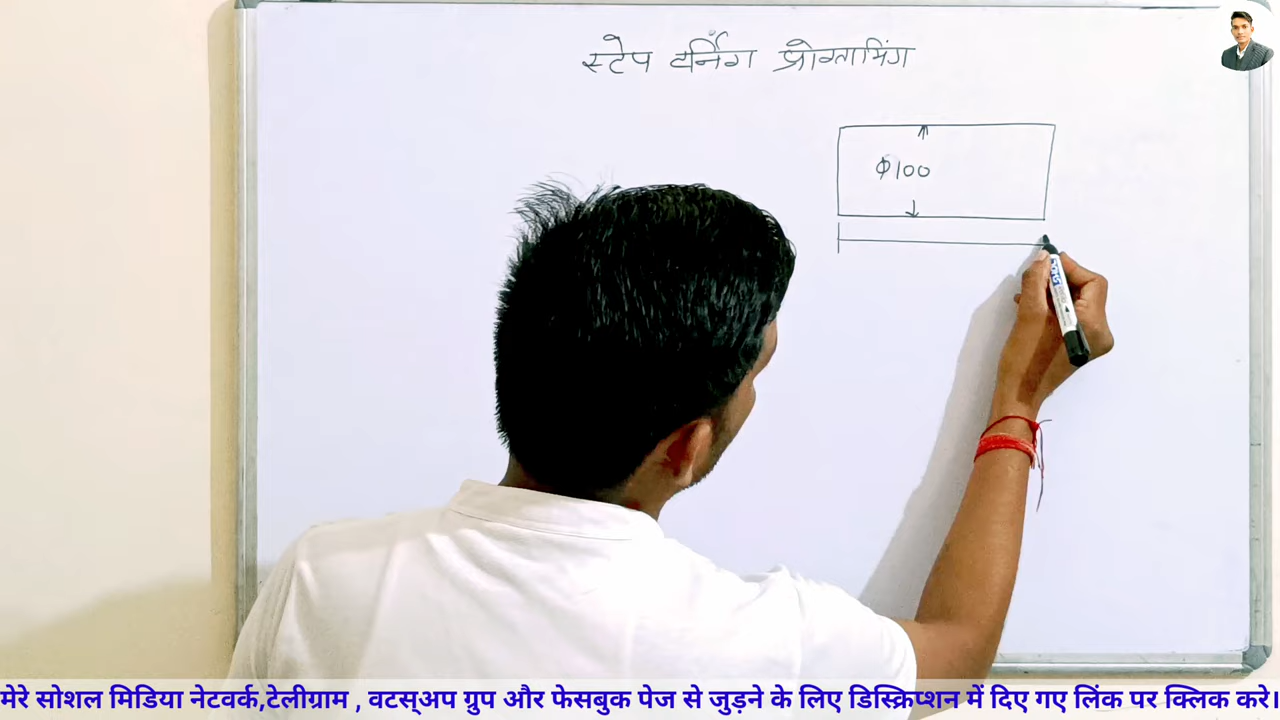 स्टेप टर्निंग प्रोग्रामिंग
Φ100
मेरे सोशल मिडिया नेटवर्क,टेलीग्राम , वटस्अप ग्रुप और फेसबुक पेज से जुड़ने के लिए डिस्क्रिप्शन में दिए गए लिंक पर क्लिक करे।